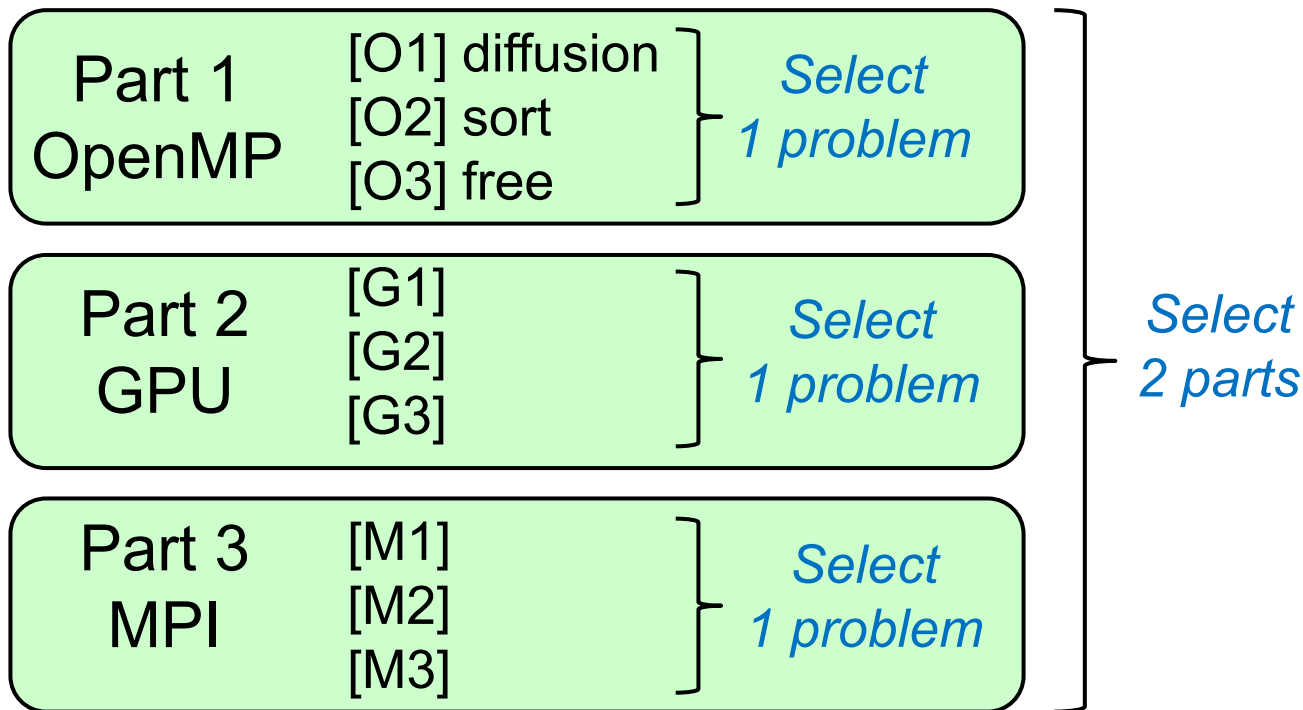 Part 1
OpenMP
[O1] diffusion
[O2] sort
[O3] free
Select
1 problem
Part 2
GPU
[G1]
[G2]
[G3]
Select
1 problem
Part 3
MPI
[M1]
[M2]
[M3]
Select
1 problem
Select
2 parts